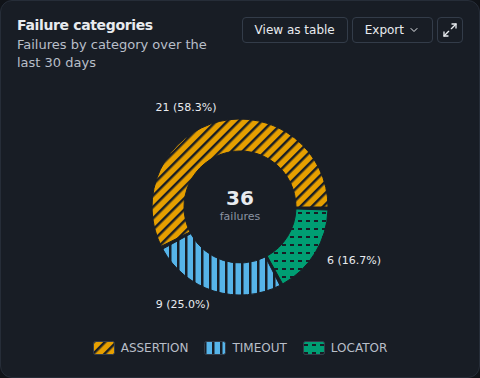 Failure categories
Failures by category over the
last 30 days
View as table
Export
21 (58.3%)
36
failures
6 (16.7%)
9 (25.0%)
ASSERTION
TIMEOUT
LOCATOR